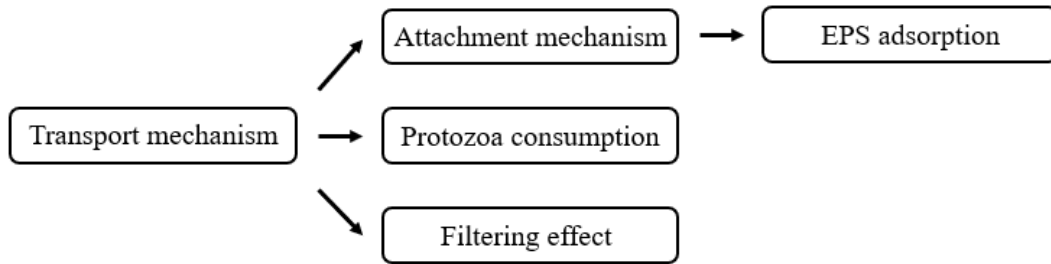 Attachment mechanism
EPS adsorption
Transport mechanism
Protozoa consumption
Filtering effect